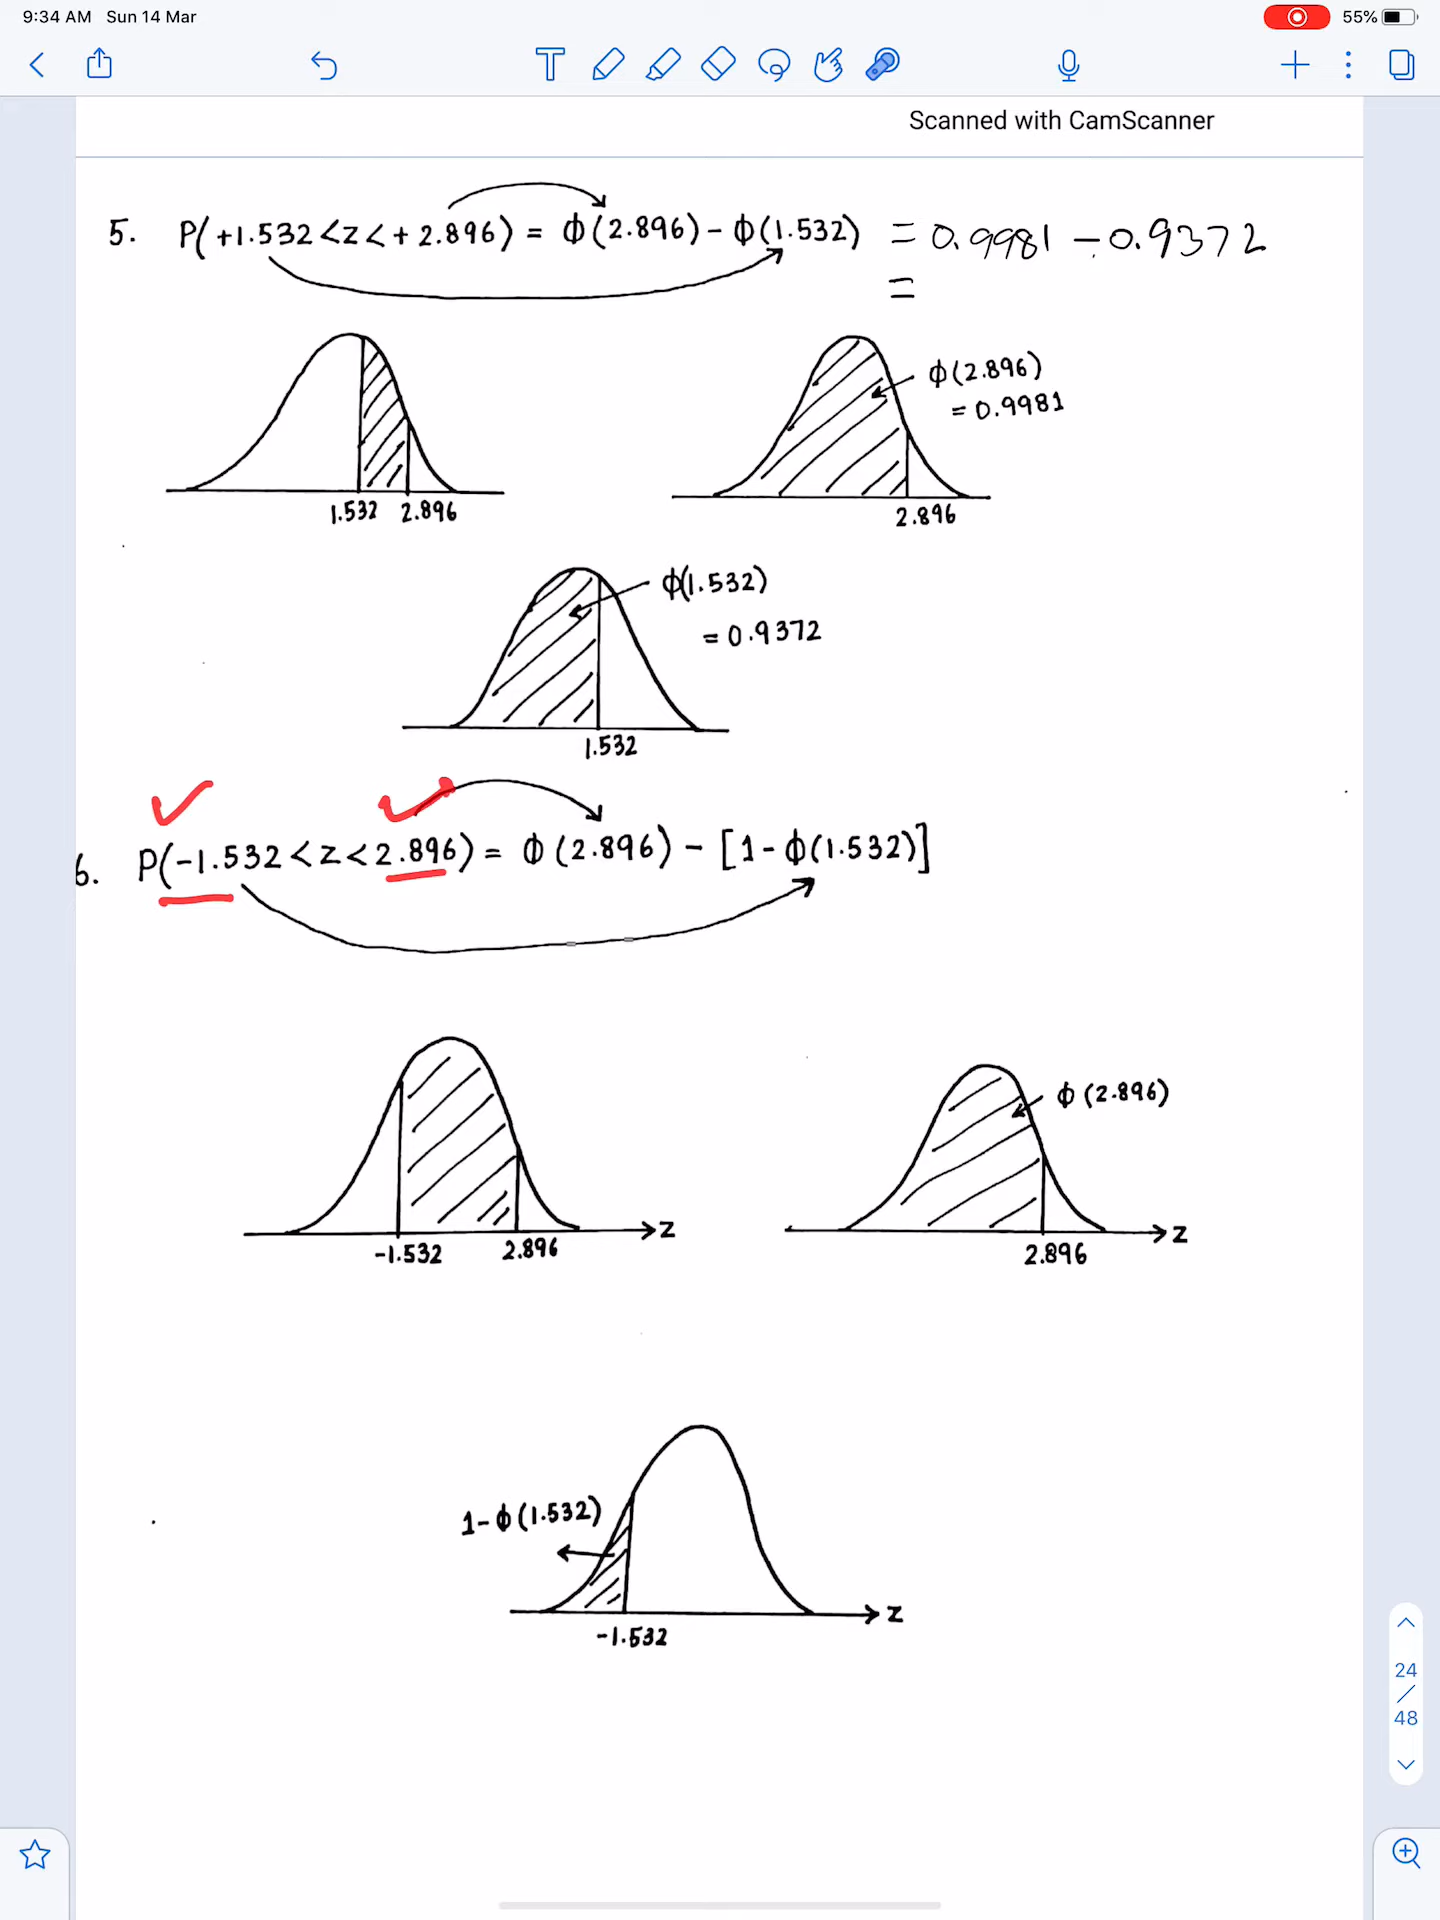 9:34 AM Sun 14 Mar
55%
Scanned with CamScanner
5. P(+1.532<z<+2.896) = ϕ(2.896) - ϕ(1.532) = 0.9981 - 0.9372
=
ϕ(2.896)
= 0.9981
1.532 2.896
2.896
ϕ(1.532)
= 0.9372
1.532
6. P(-1.532<z<2.896) = ϕ(2.896) - [1-ϕ(1.532)]
ϕ(2.896)
-1.532 2.896 z
2.896 z
1-ϕ(1.532)
z
-1.532
24
/
48